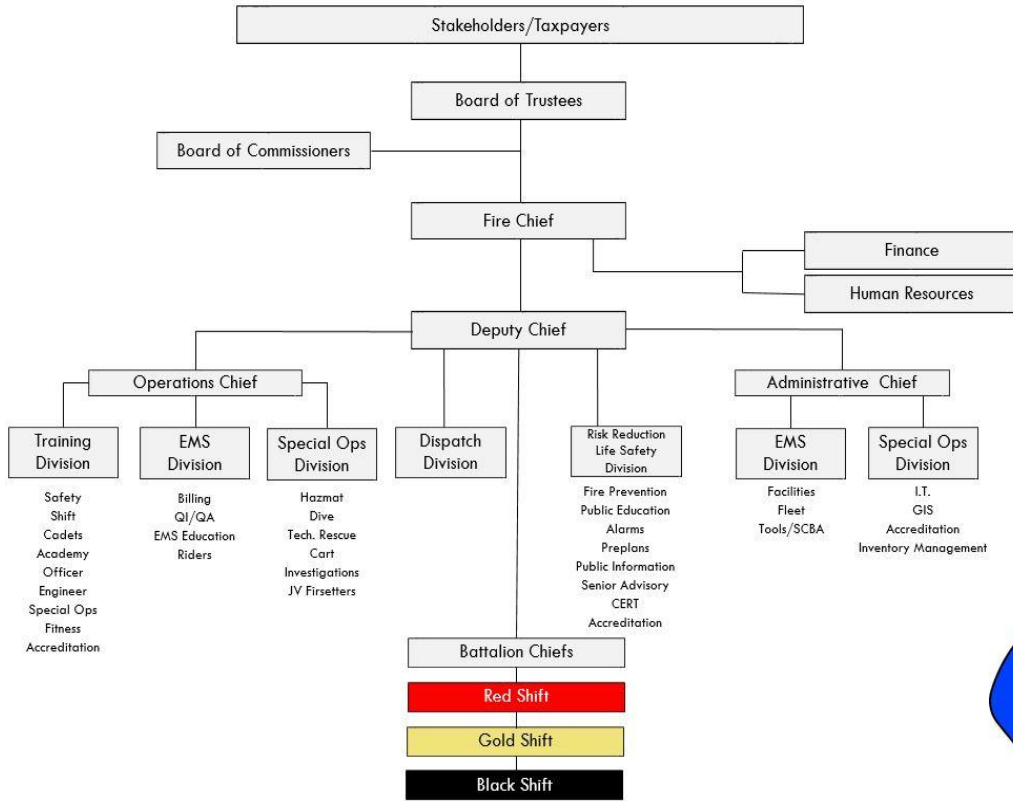 Stakeholders/Taxpayers
Board of Trustees
Board of Commissioners
Fire Chief
Finance
Human Resources
Deputy Chief
Operations Chief
Administrative Chief
Training
Division
Safety
Shift
Cadets
Academy
Officer
Engineer
Special Ops
Fitness
Accreditation
EMS
Division
Billing
QI/QA
EMS Education
Riders
Special Ops
Division
Hazmat
Dive
Tech. Rescue
Cart
Investigations
JV Firsetters
Dispatch
Division
Risk Reduction
Life Safety
Division
Fire Prevention
Public Education
Alarms
Preplans
Public Information
Senior Advisory
CERT
Accreditation
EMS
Division
Facilities
Fleet
Tools/SCBA
Special Ops
Division
I.T.
GIS
Accreditation
Inventory Management
Battalion Chiefs
Red Shift
Gold Shift
Black Shift